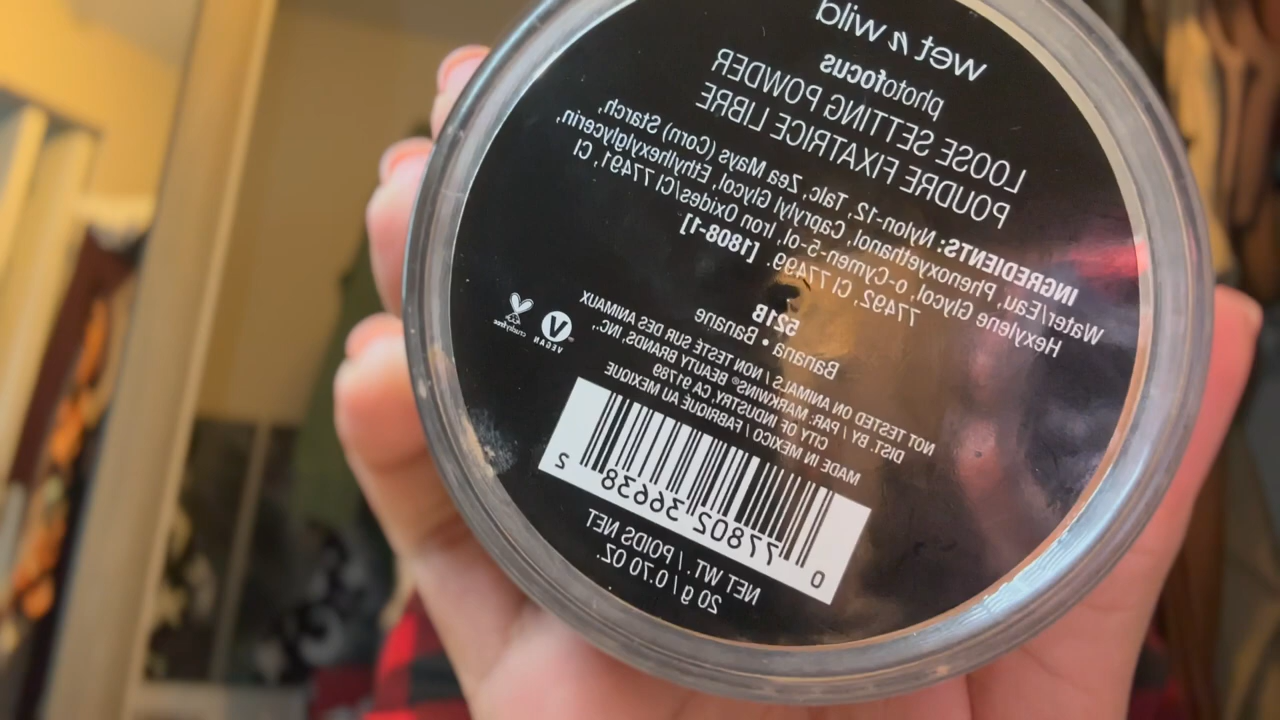 wet n wild
photofocus
LOOSE SETTING POWDER
POUDRE FIXATRICE LIBRE
INGREDIENTS: Nylon-12, Talc, Zea Mays (Corn) Starch,
Water/Eau, Phenoxyethanol, Caprylyl Glycol, Ethylhexylglycerin,
Hexylene Glycol, o-Cymen-5-ol, Iron Oxides/CI 77491, CI
77492, CI 77499. [1808-1]
521B
Banana • Banane
NOT TESTED ON ANIMALS / NON TESTÉ SUR DES ANIMAUX
DIST. BY / PAR: MARKWINS BEAUTY® BRANDS, INC.,
CITY OF INDUSTRY, CA 91789
MADE IN MEXICO / FABRIQUÉ AU MEXIQUE
V VEGAN
crueltyfree
0 77802 36638 2
NET WT. / POIDS NET
20 g / 0.70 OZ.